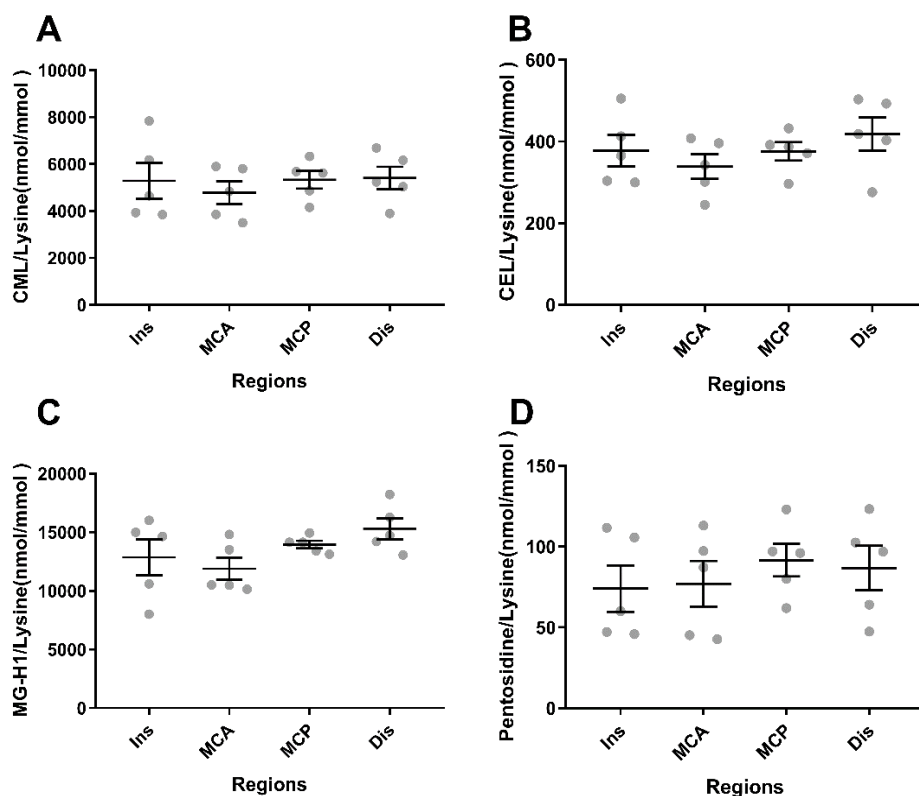 A
CML/Lysine(nmol/mmol)
10000
8000
6000
4000
2000
0
Ins
MCA
MCP
Dis
Regions
B
CEL/Lysine(nmol/mmol)
600
400
200
0
Ins
MCA
MCP
Dis
Regions
C
MG-H1/Lysine(nmol/mmol )
20000
15000
10000
5000
0
Ins
MCA
MCP
Dis
Regions
D
Pentosidine/Lysine(nmol/mmol )
150
100
50
0
Ins
MCA
MCP
Dis
Regions